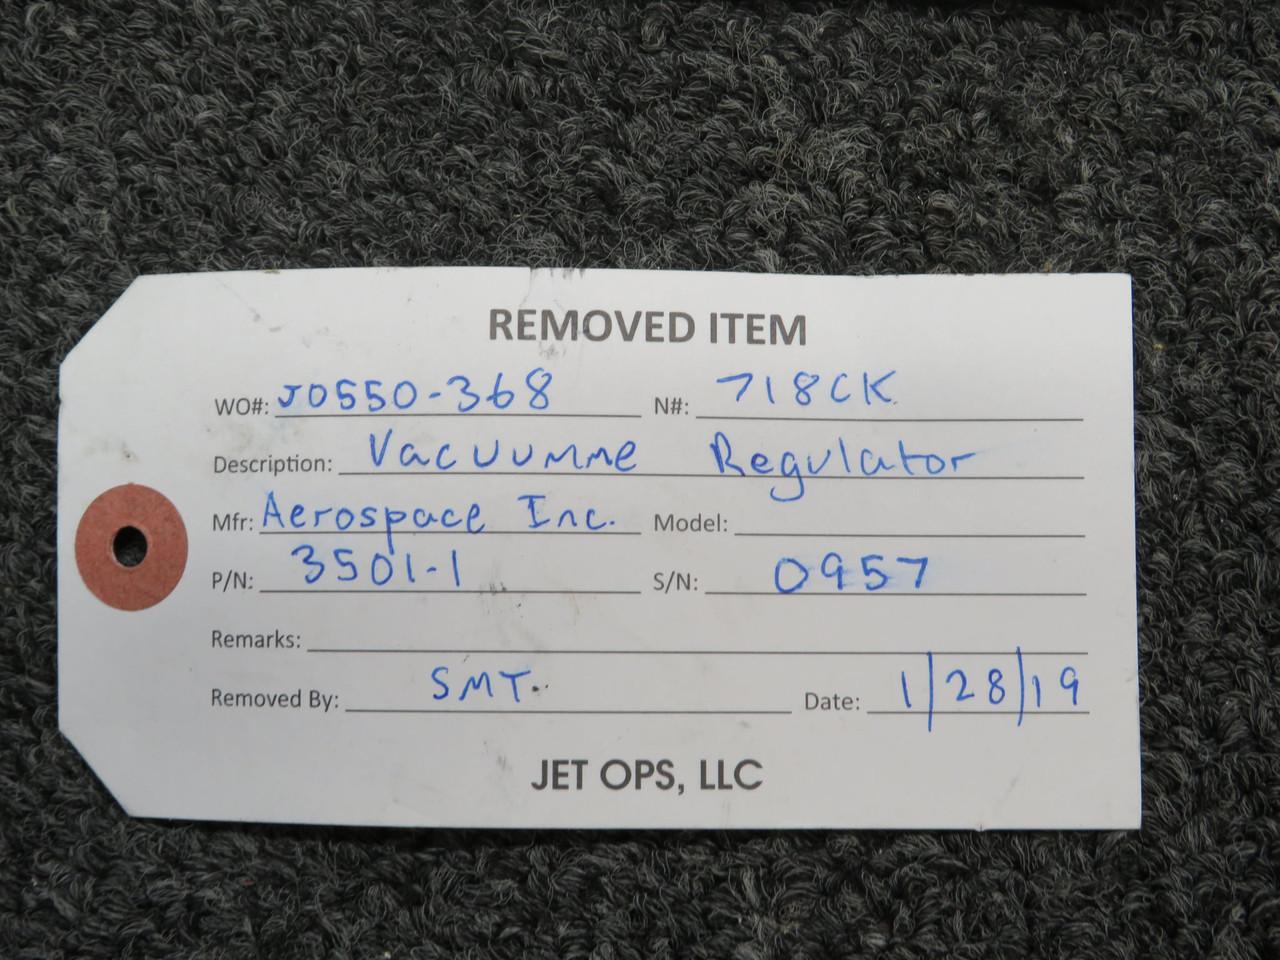 REMOVED ITEM
WO#: J0550-368 N#: 718CK
Description: Vacuumme Regulator
Mfr: Aerospace Inc. Model:
P/N: 3501-1 S/N: 0957
Remarks:
Removed By: SMT. Date: 1/28/19
JET OPS, LLC